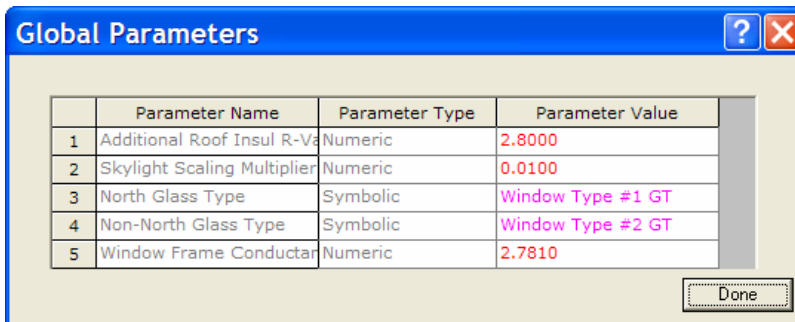 Global Parameters ?
Parameter Name Parameter Type Parameter Value
1 Additional Roof Insul R-Va Numeric 2.8000
2 Skylight Scaling Multiplier Numeric 0.0100
3 North Glass Type Symbolic Window Type #1 GT
4 Non-North Glass Type Symbolic Window Type #2 GT
5 Window Frame Conductan Numeric 2.7810
Done